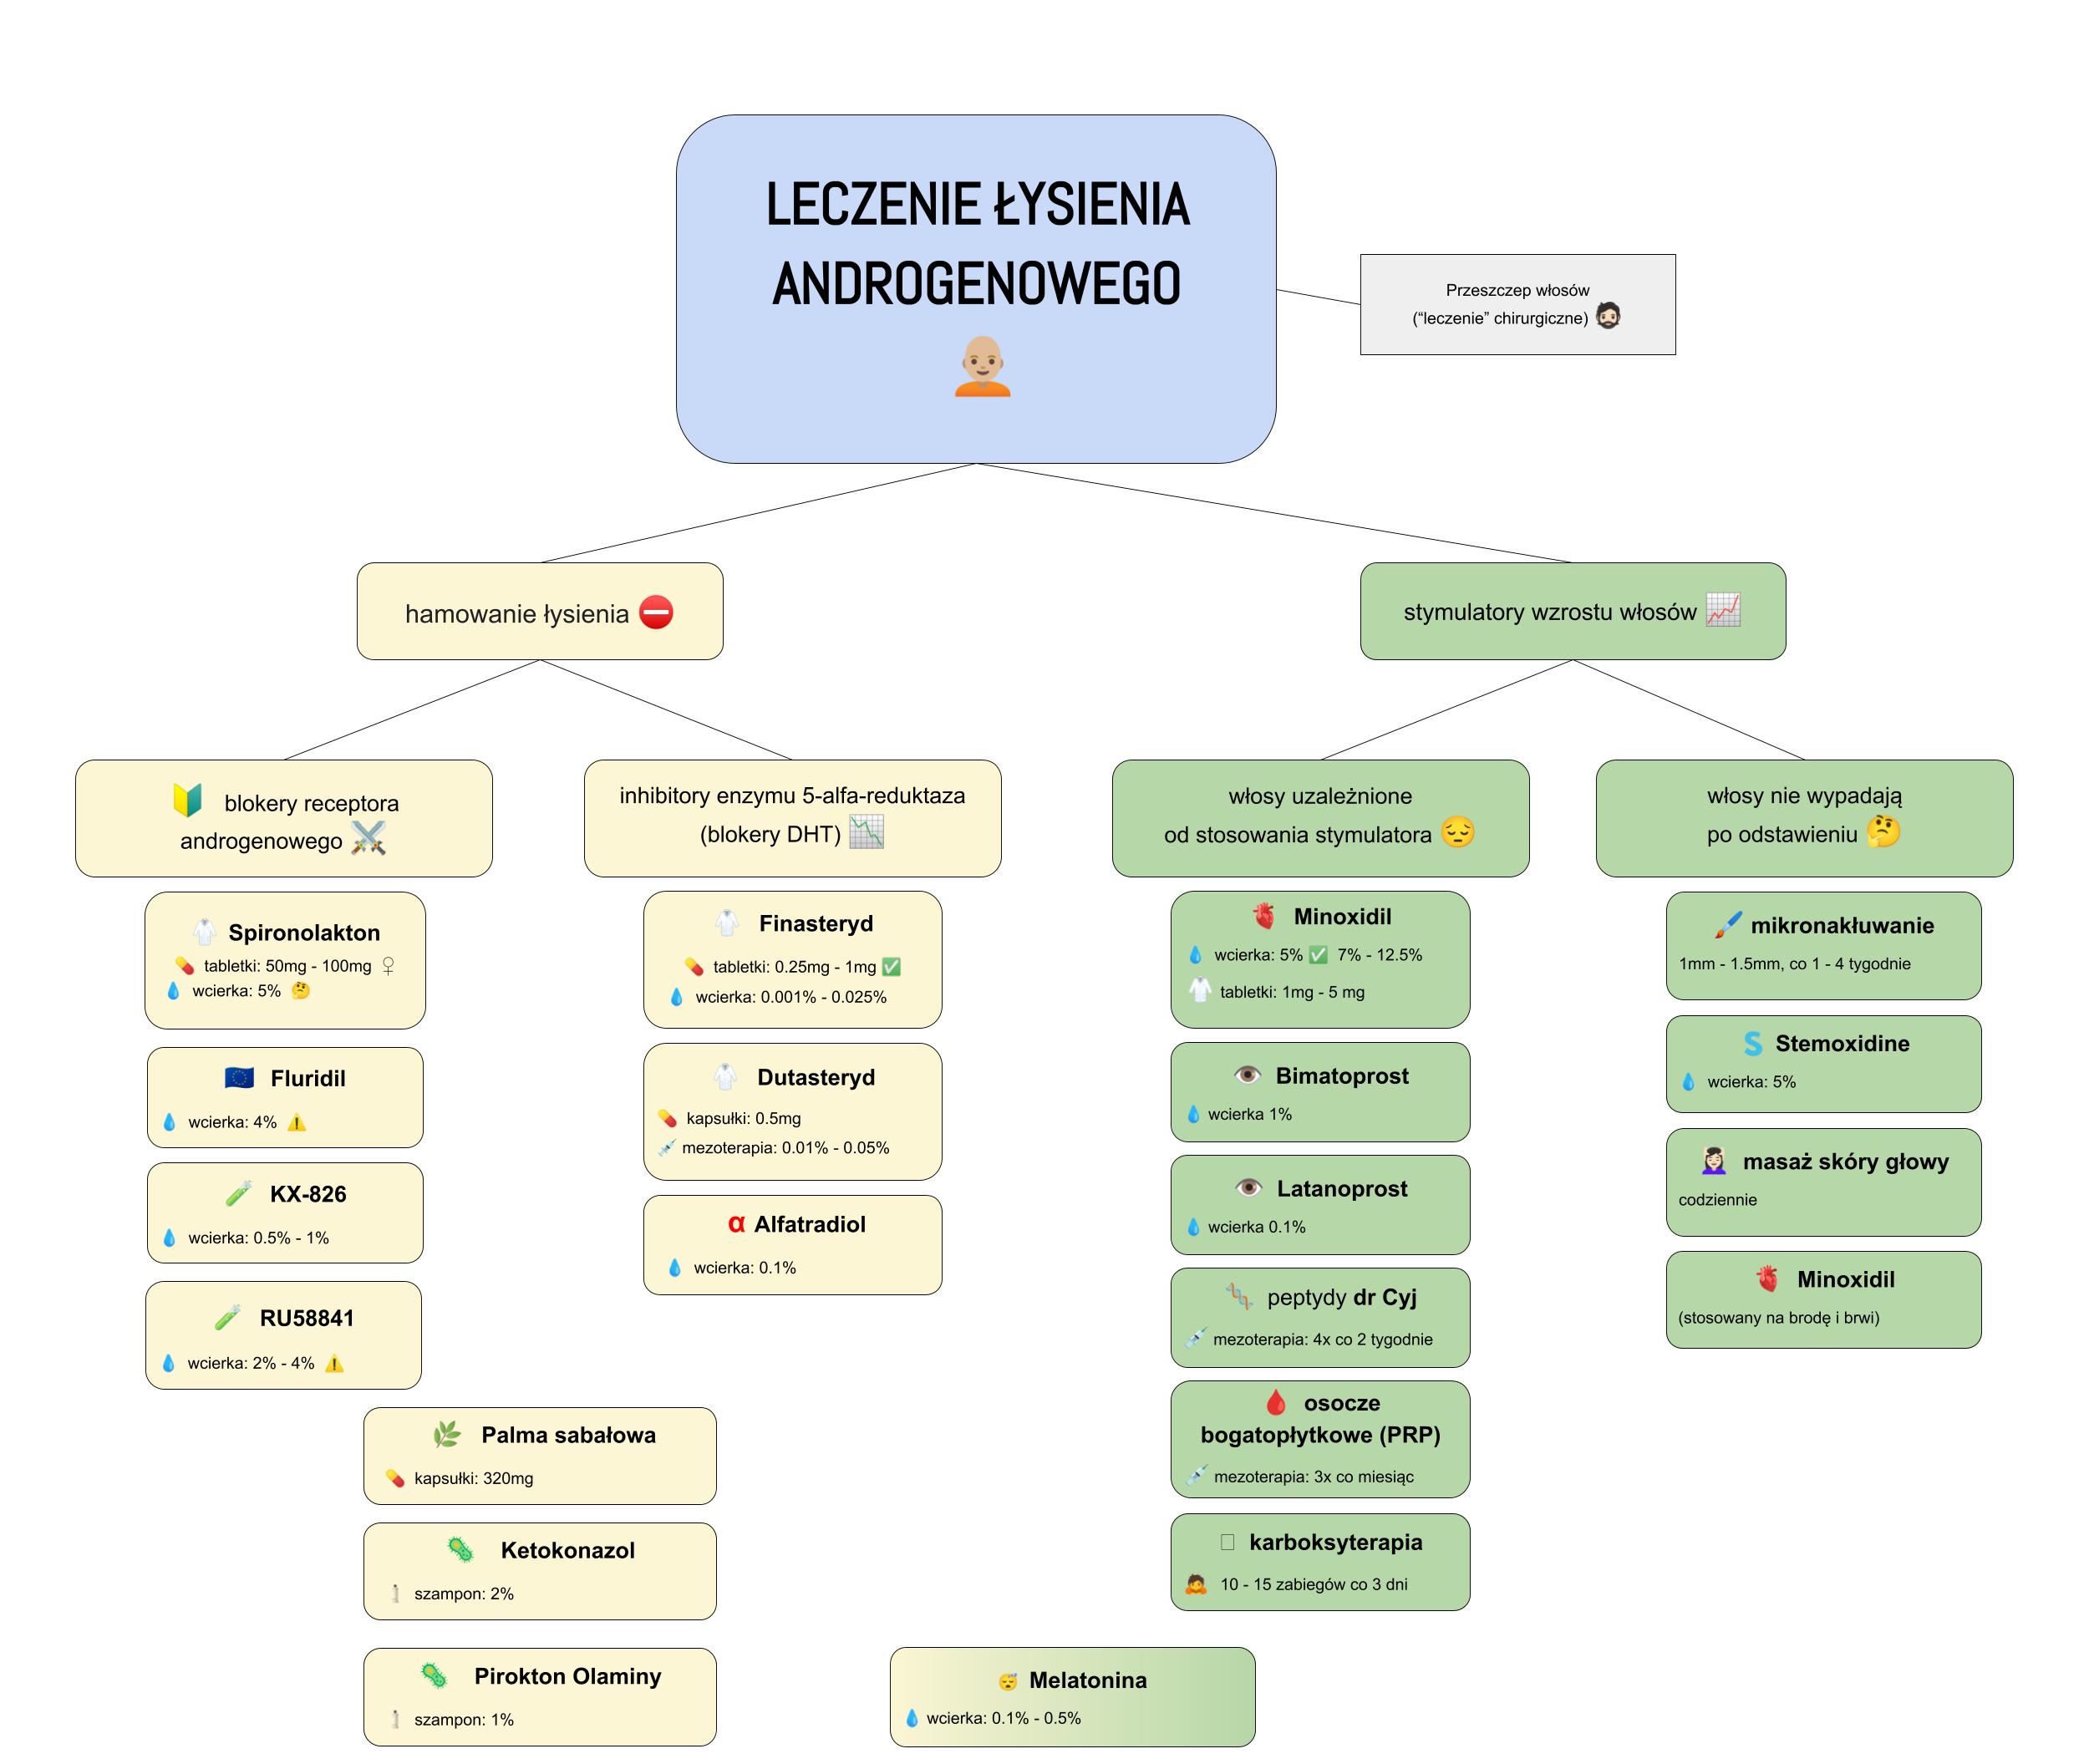 LECZENIE ŁYSIENIA
ANDROGENOWEGO
Przeszczep włosów
(“leczenie” chirurgiczne)
hamowanie łysienia
stymulatory wzrostu włosów
blokery receptora
androgenowego
inhibitory enzymu 5-alfa-reduktaza
(blokery DHT)
włosy uzależnione
od stosowania stymulatora
włosy nie wypadają
po odstawieniu
Spironolakton
tabletki: 50mg - 100mg ♀
wcierka: 5%
Fluridil
wcierka: 4%
KX-826
wcierka: 0.5% - 1%
RU58841
wcierka: 2% - 4%
Finasteryd
tabletki: 0.25mg - 1mg
wcierka: 0.001% - 0.025%
Dutasteryd
kapsułki: 0.5mg
mezoterapia: 0.01% - 0.05%
α Alfatradiol
wcierka: 0.1%
Palma sabałowa
kapsułki: 320mg
Ketokonazol
szampon: 2%
Pirokton Olaminy
szampon: 1%
Minoxidil
wcierka: 5% ✅ 7% - 12.5%
tabletki: 1mg - 5 mg
Bimatoprost
wcierka 1%
Latanoprost
wcierka 0.1%
peptydy dr Cyj
mezoterapia: 4x co 2 tygodnie
osocze
bogatopłytkowe (PRP)
mezoterapia: 3x co miesiąc
karboksyterapia
10 - 15 zabiegów co 3 dni
mikronakłuwanie
1mm - 1.5mm, co 1 - 4 tygodnie
S Stemoxidine
wcierka: 5%
masaż skóry głowy
codziennie
Minoxidil
(stosowany na brodę i brwi)
Melatonina
wcierka: 0.1% - 0.5%